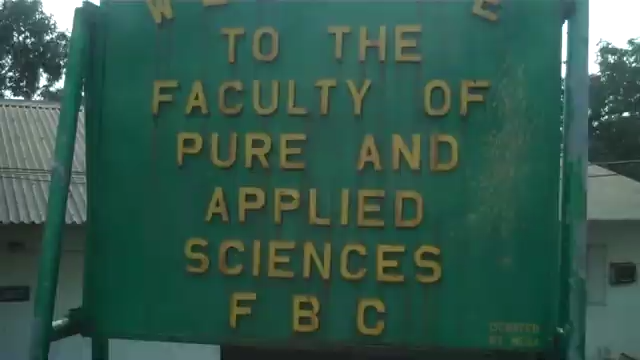 TO THE
FACULTY OF
PURE AND
APPLIED
SCIENCES
F B C